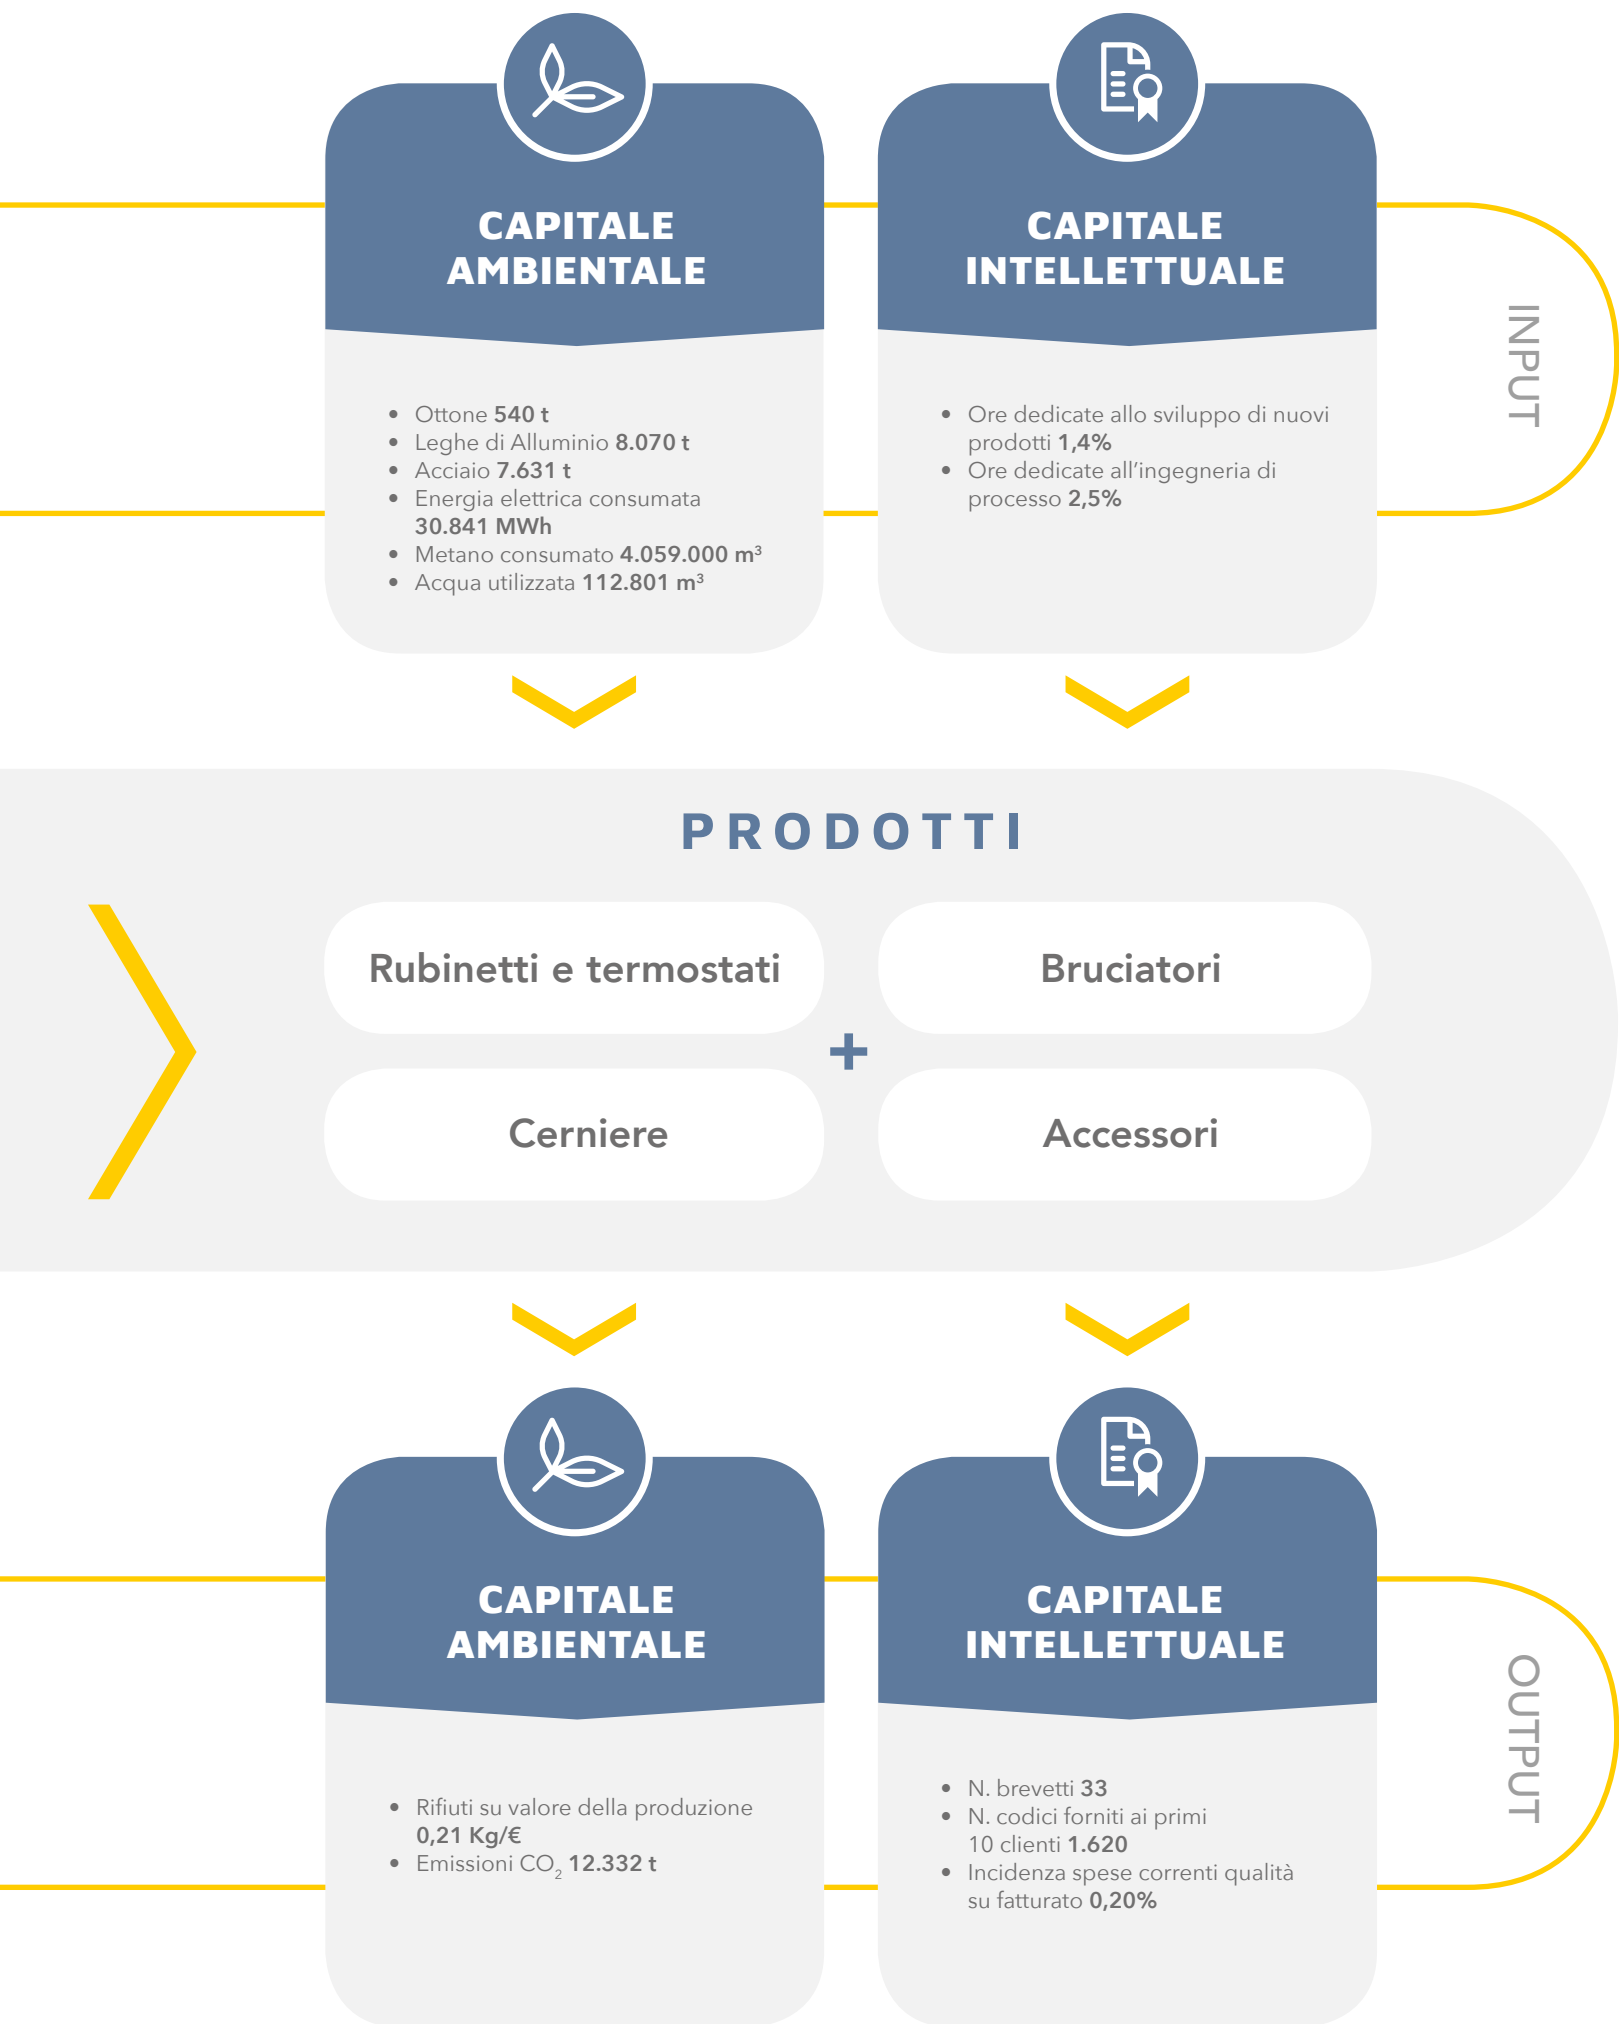 CAPITALE
AMBIENTALE
• Ottone 540 t
• Leghe di Alluminio 8.070 t
• Acciaio 7.631 t
• Energia elettrica consumata
30.841 MWh
• Metano consumato 4.059.000 m³
• Acqua utilizzata 112.801 m³
CAPITALE
INTELLETTUALE
• Ore dedicate allo sviluppo di nuovi
prodotti 1,4%
• Ore dedicate all’ingegneria di
processo 2,5%
INPUT
PRODOTTI
Rubinetti e termostati
Bruciatori
+
Cerniere
Accessori
CAPITALE
AMBIENTALE
• Rifiuti su valore della produzione
0,21 Kg/€
• Emissioni CO₂ 12.332 t
CAPITALE
INTELLETTUALE
• N. brevetti 33
• N. codici forniti ai primi
10 clienti 1.620
• Incidenza spese correnti qualità
su fatturato 0,20%
OUTPUT